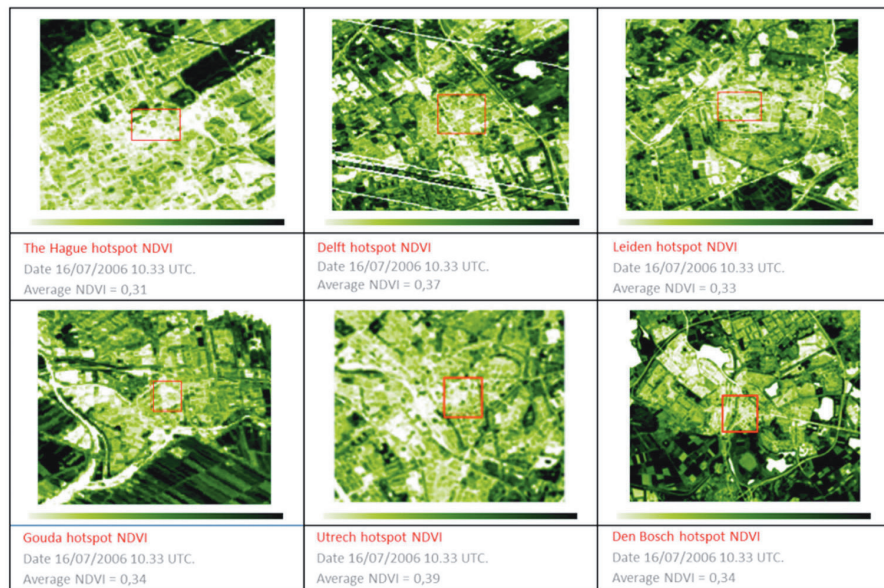 The Hague hotspot NDVI
Date 16/07/2006 10.33 UTC.
Average NDVI = 0,31
Delft hotspot NDVI
Date 16/07/2006 10.33 UTC.
Average NDVI = 0,37
Leiden hotspot NDVI
Date 16/07/2006 10.33 UTC.
Average NDVI = 0,33
Gouda hotspot NDVI
Date 16/07/2006 10.33 UTC.
Average NDVI = 0,34
Utrech hotspot NDVI
Date 16/07/2006 10.33 UTC.
Average NDVI = 0,39
Den Bosch hotspot NDVI
Date 16/07/2006 10.33 UTC.
Average NDVI = 0,34